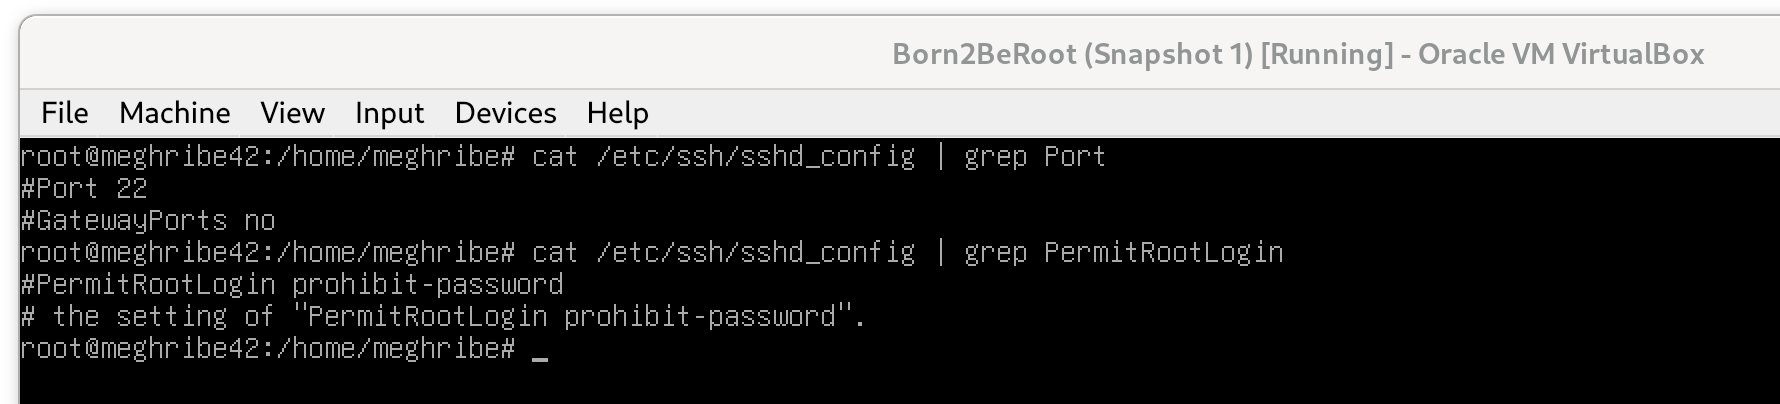 Born2BeRoot (Snapshot 1) [Running] - Oracle VM VirtualBox
File Machine View Input Devices Help
root@meghribe42:/home/meghribe# cat /etc/ssh/sshd_config | grep Port
#Port 22
#GatewayPorts no
root@meghribe42:/home/meghribe# cat /etc/ssh/sshd_config | grep PermitRootLogin
#PermitRootLogin prohibit-password
# the setting of "PermitRootLogin prohibit-password".
root@meghribe42:/home/meghribe# _